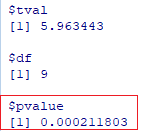 $tval
[1] 5.963443
$df
[1] 9
$pvalue
[1] 0.000211803